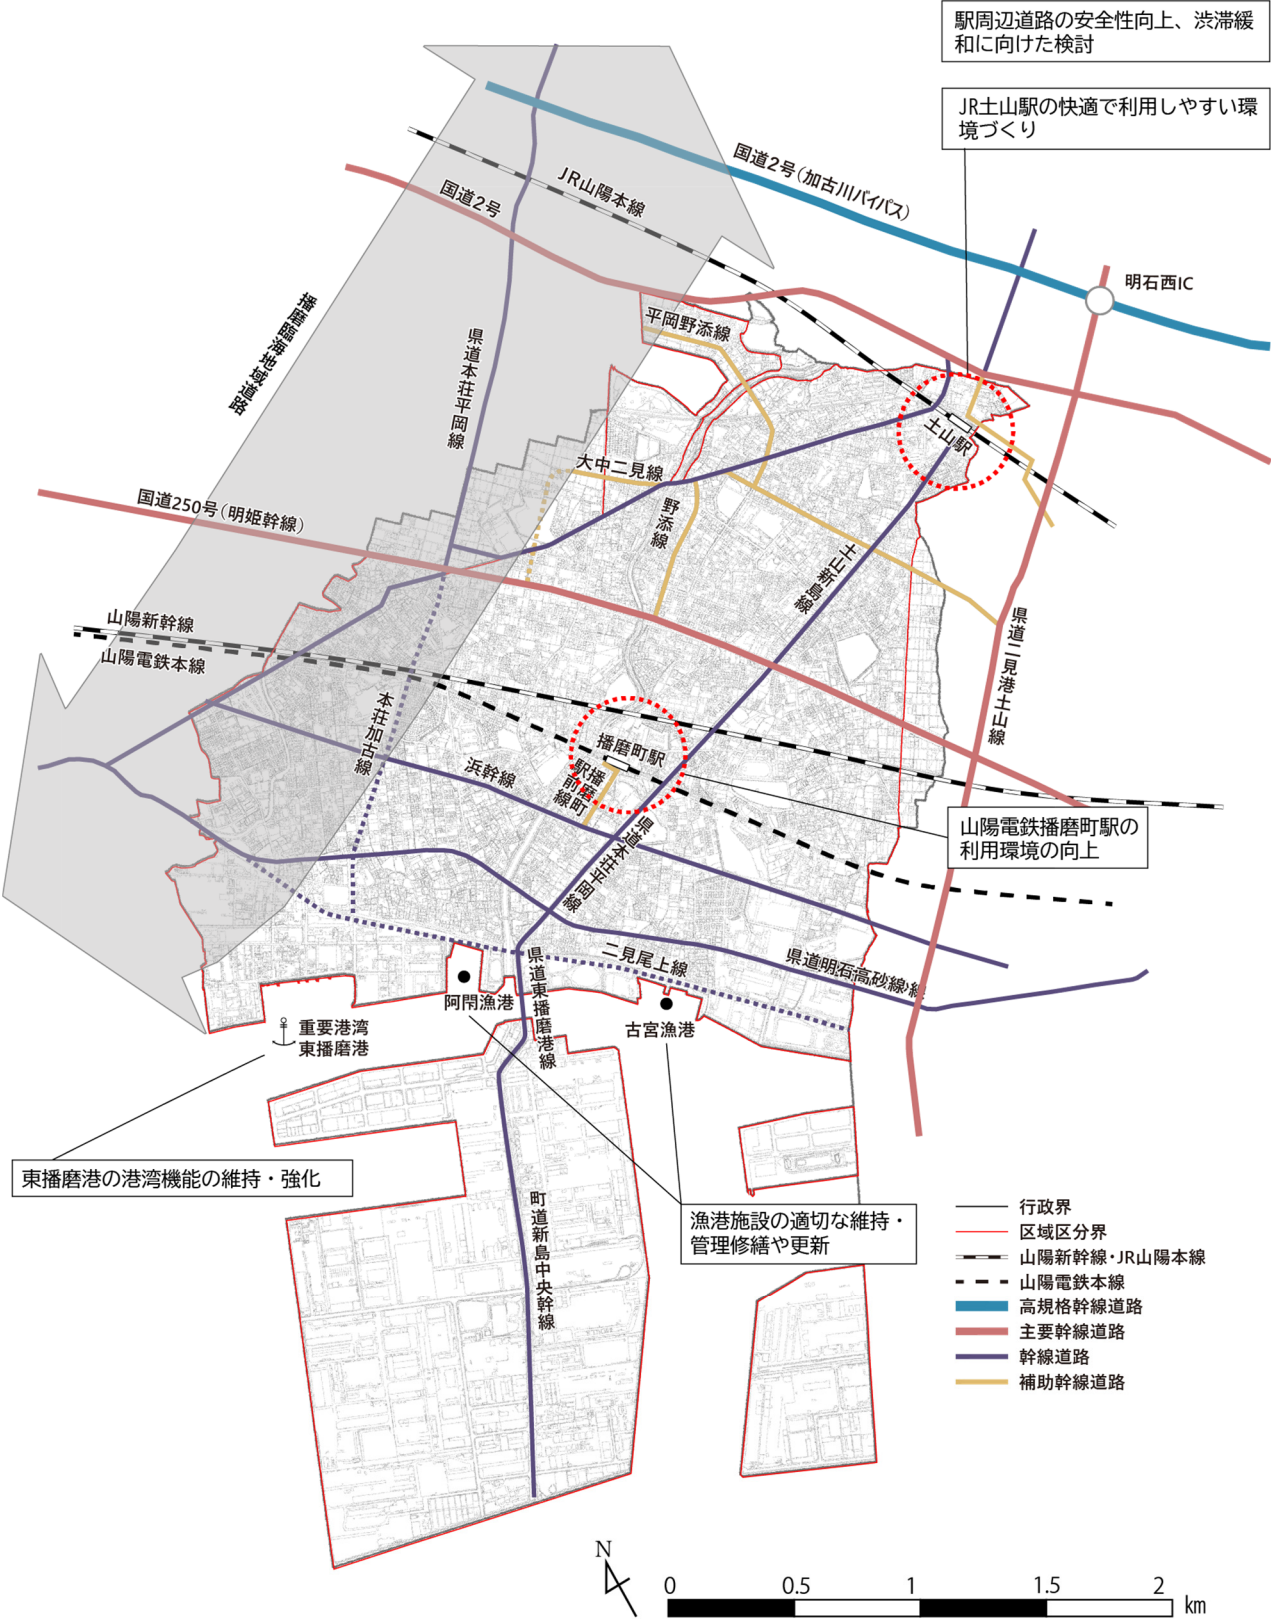 駅周辺道路の安全性向上、渋滞緩
和に向けた検討
JR土山駅の快適で利用しやすい環
境づくり
国道2号（加古川バイパス）
JR山陽本線
国道2号
明石西IC
播磨臨海地域道路
平岡野添線
県道本荘平岡線
土山駅
大中二見線
国道250号（明姫幹線）
野添線
土山新島線
山陽新幹線
山陽電鉄本線
県道二見港土山線
本荘加古線
播磨町駅
浜幹線
播磨町
駅前線
県道本荘平岡線
山陽電鉄播磨町駅の
利用環境の向上
二見尾上線
県道明石高砂線
県道東播磨港線
阿閇漁港
古宮漁港
重要港湾
東播磨港
東播磨港の港湾機能の維持・強化
漁港施設の適切な維持・
管理修繕や更新
町道新島中央幹線
行政界
区域区分界
山陽新幹線・JR山陽本線
山陽電鉄本線
高規格幹線道路
主要幹線道路
幹線道路
補助幹線道路
N
0 0.5 1 1.5 2 km